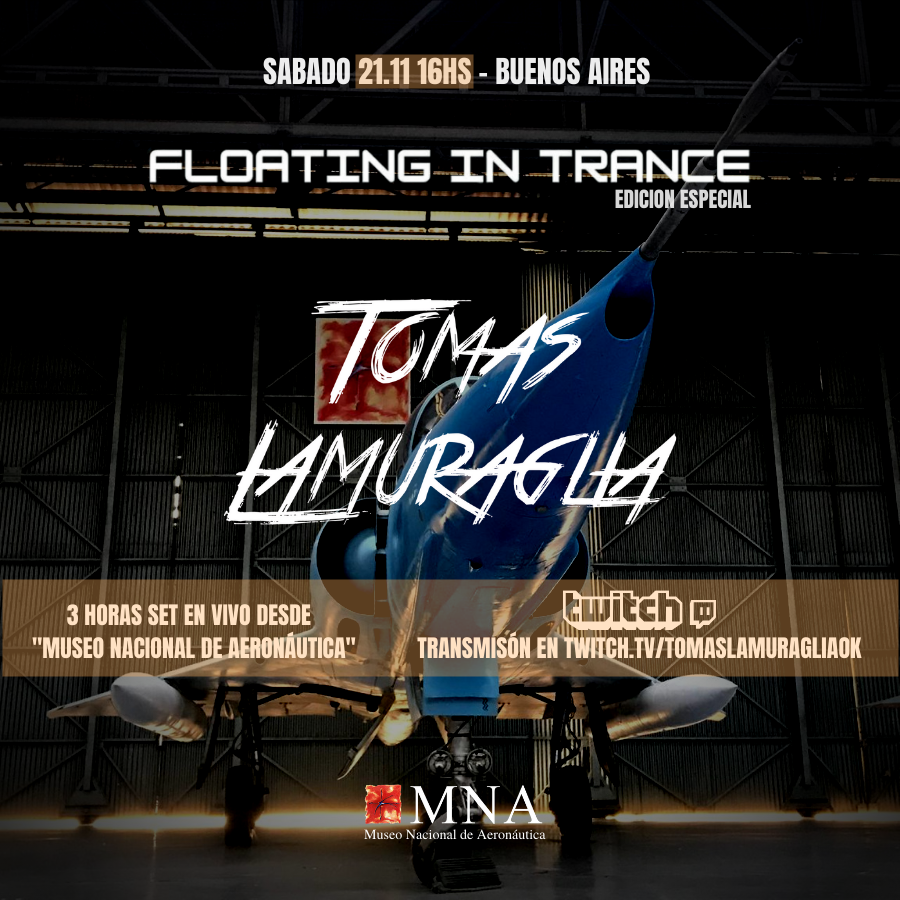 SABADO 21.11 16HS - BUENOS AIRES
FLOATING IN TRANCE
EDICION ESPECIAL
TOMAS
LAMURAGLIA
3 HORAS SET EN VIVO DESDE
"MUSEO NACIONAL DE AERONÁUTICA"
twitch
TRANSMISÓN EN TWITCH.TV/TOMASLAMURAGLIAOK
MNA
Museo Nacional de Aeronáutica